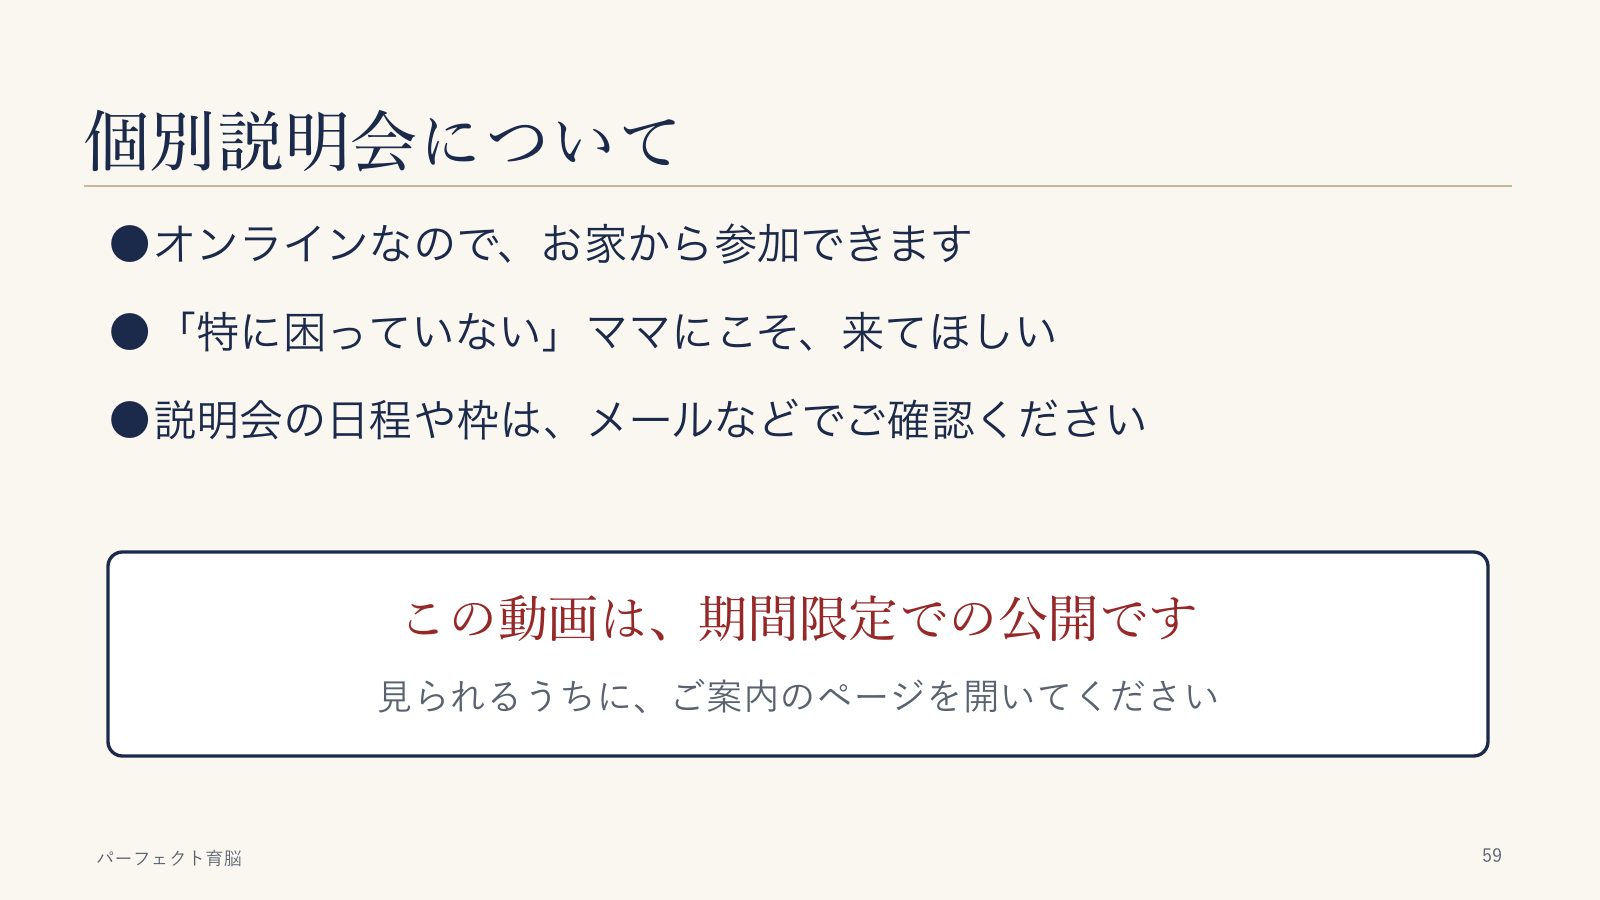 個別説明会について
●オンラインなので、お家から参加できます
●「特に困っていない」ママにこそ、来てほしい
●説明会の日程や枠は、メールなどでご確認ください
この動画は、期間限定での公開です
見られるうちに、ご案内のページを開いてください
パーフェクト育脳
59